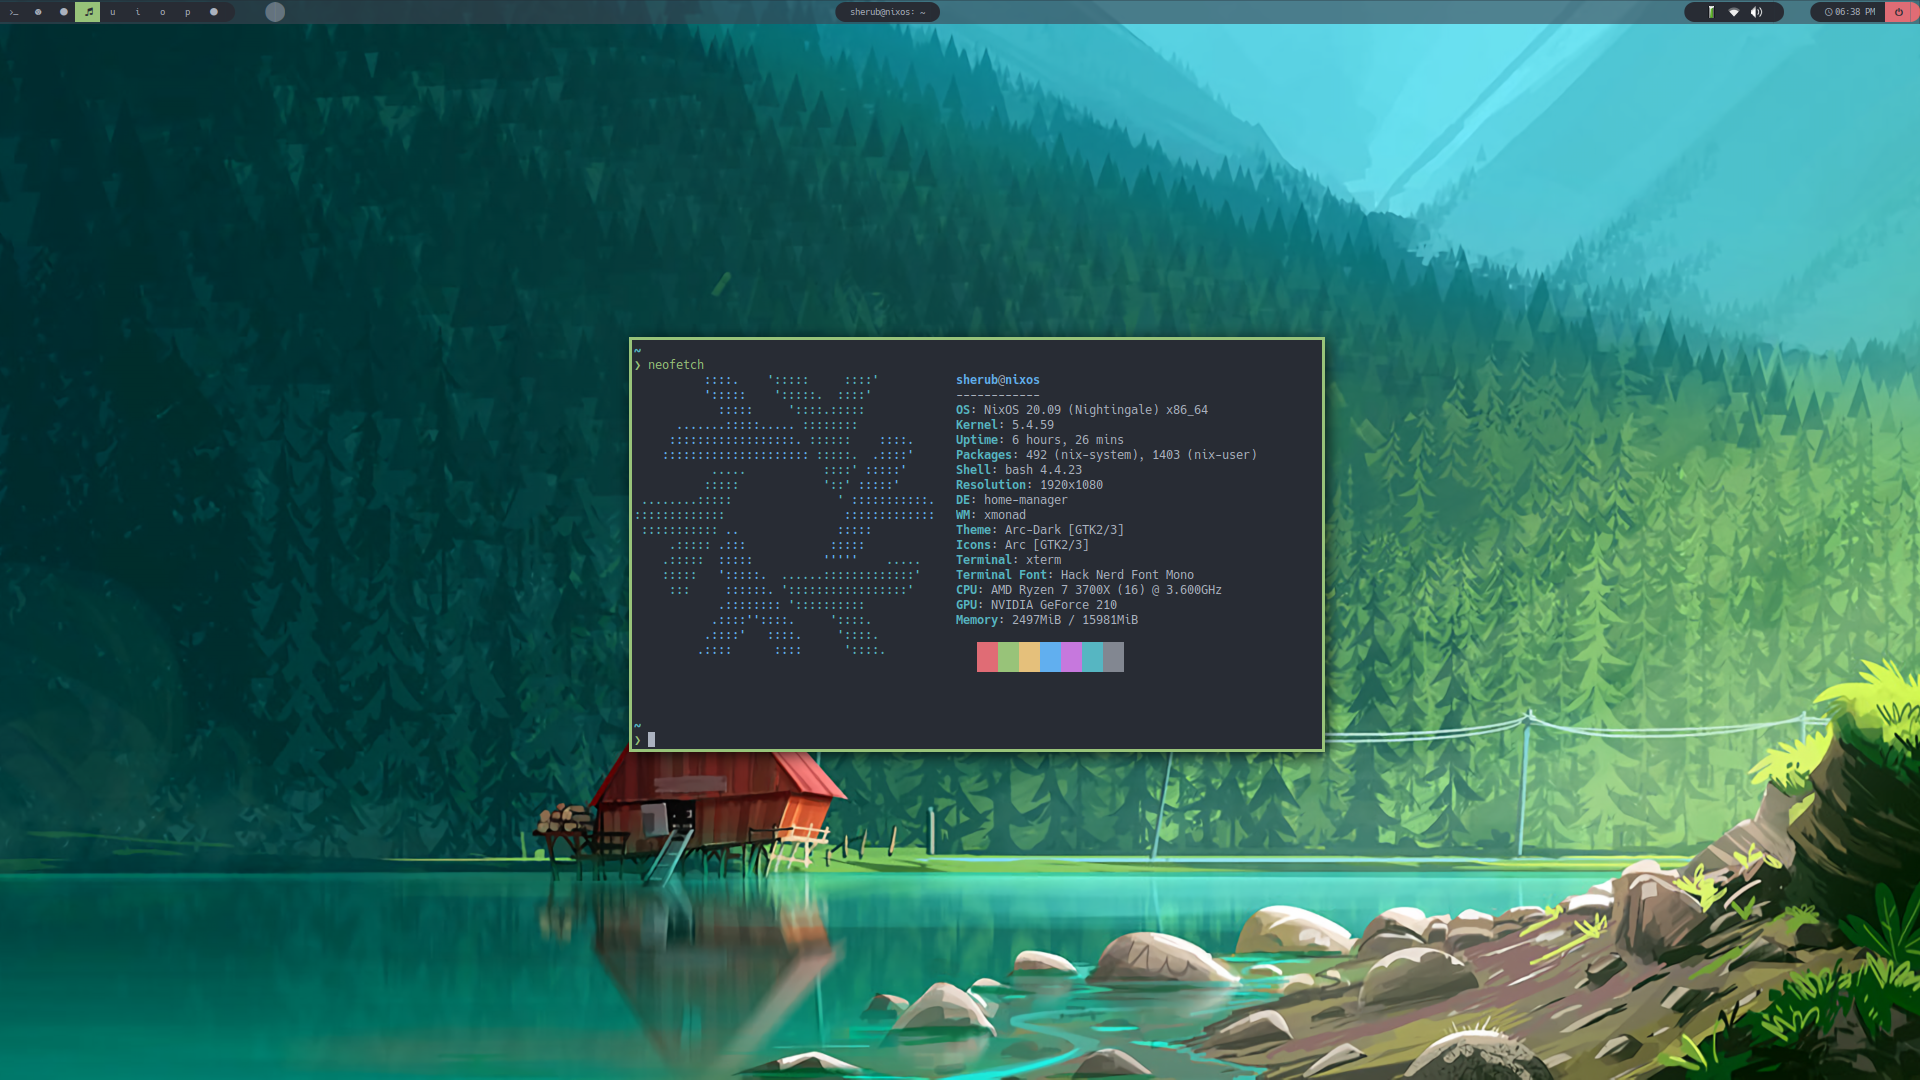 >_ u i o p
sherub@nixos: ~
06:38 PM
~
❯ neofetch
sherub@nixos
------------
OS: NixOS 20.09 (Nightingale) x86_64
Kernel: 5.4.59
Uptime: 6 hours, 26 mins
Packages: 492 (nix-system), 1403 (nix-user)
Shell: bash 4.4.23
Resolution: 1920x1080
DE: home-manager
WM: xmonad
Theme: Arc-Dark [GTK2/3]
Icons: Arc [GTK2/3]
Terminal: xterm
Terminal Font: Hack Nerd Font Mono
CPU: AMD Ryzen 7 3700X (16) @ 3.600GHz
GPU: NVIDIA GeForce 210
Memory: 2497MiB / 15981MiB
~
❯